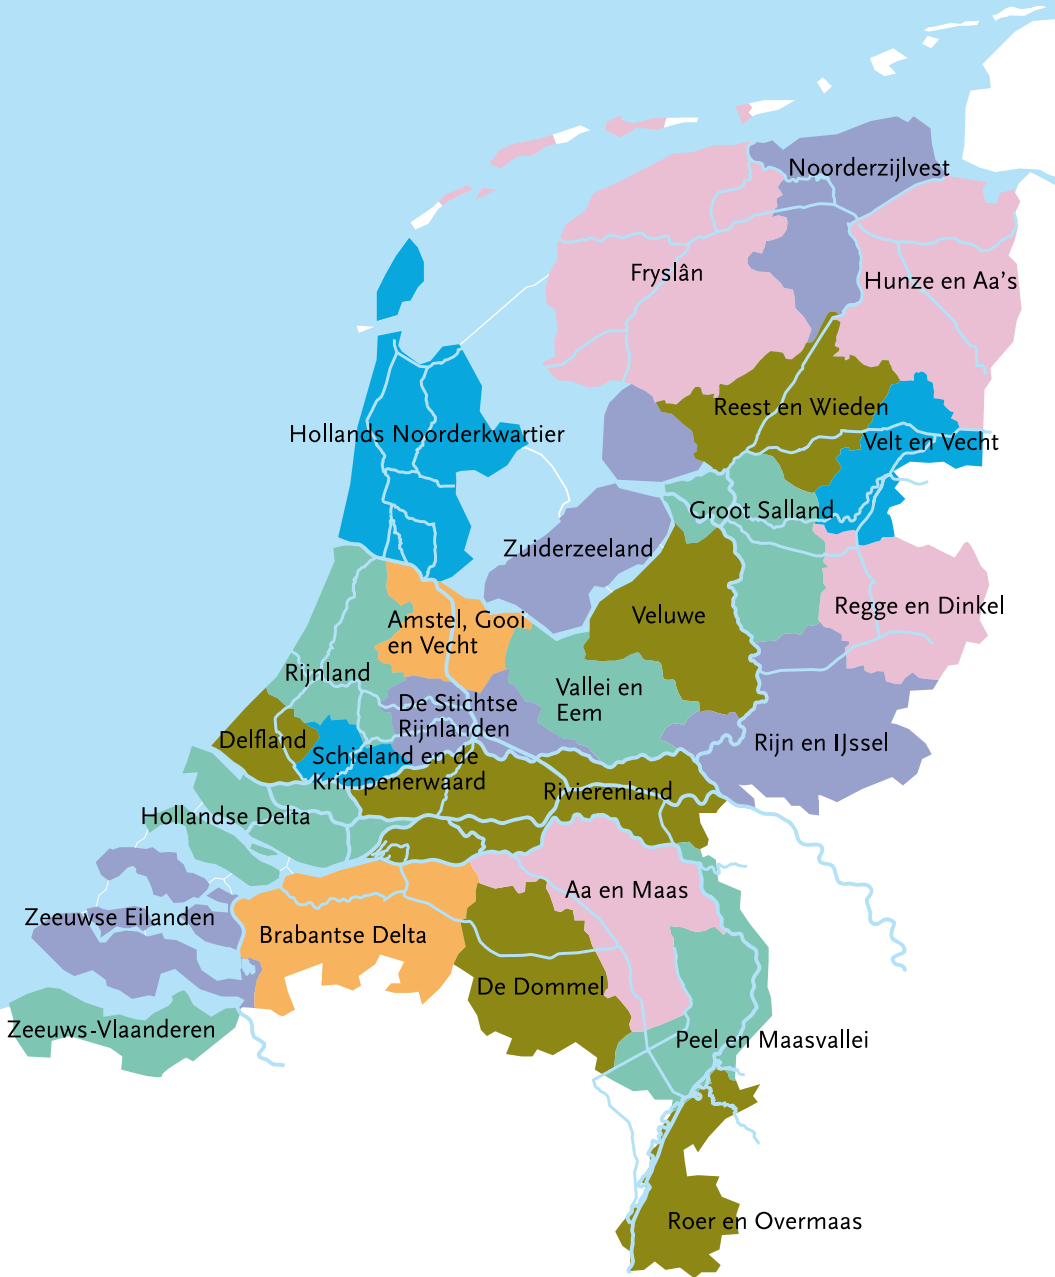 Noorderzijlvest
Fryslân
Hunze en Aa's
Reest en Wieden
Hollands Noorderkwartier
Velt en Vecht
Groot Salland
Zuiderzeeland
Regge en Dinkel
Veluwe
Amstel, Gooi
en Vecht
Rijnland
Vallei en
Eem
De Stichtse
Rijnlanden
Delfland
Rijn en IJssel
Schieland en de
Krimpenerwaard
Rivierenland
Hollandse Delta
Aa en Maas
Zeeuwse Eilanden
Brabantse Delta
De Dommel
Zeeuws-Vlaanderen
Peel en Maasvallei
Roer en Overmaas